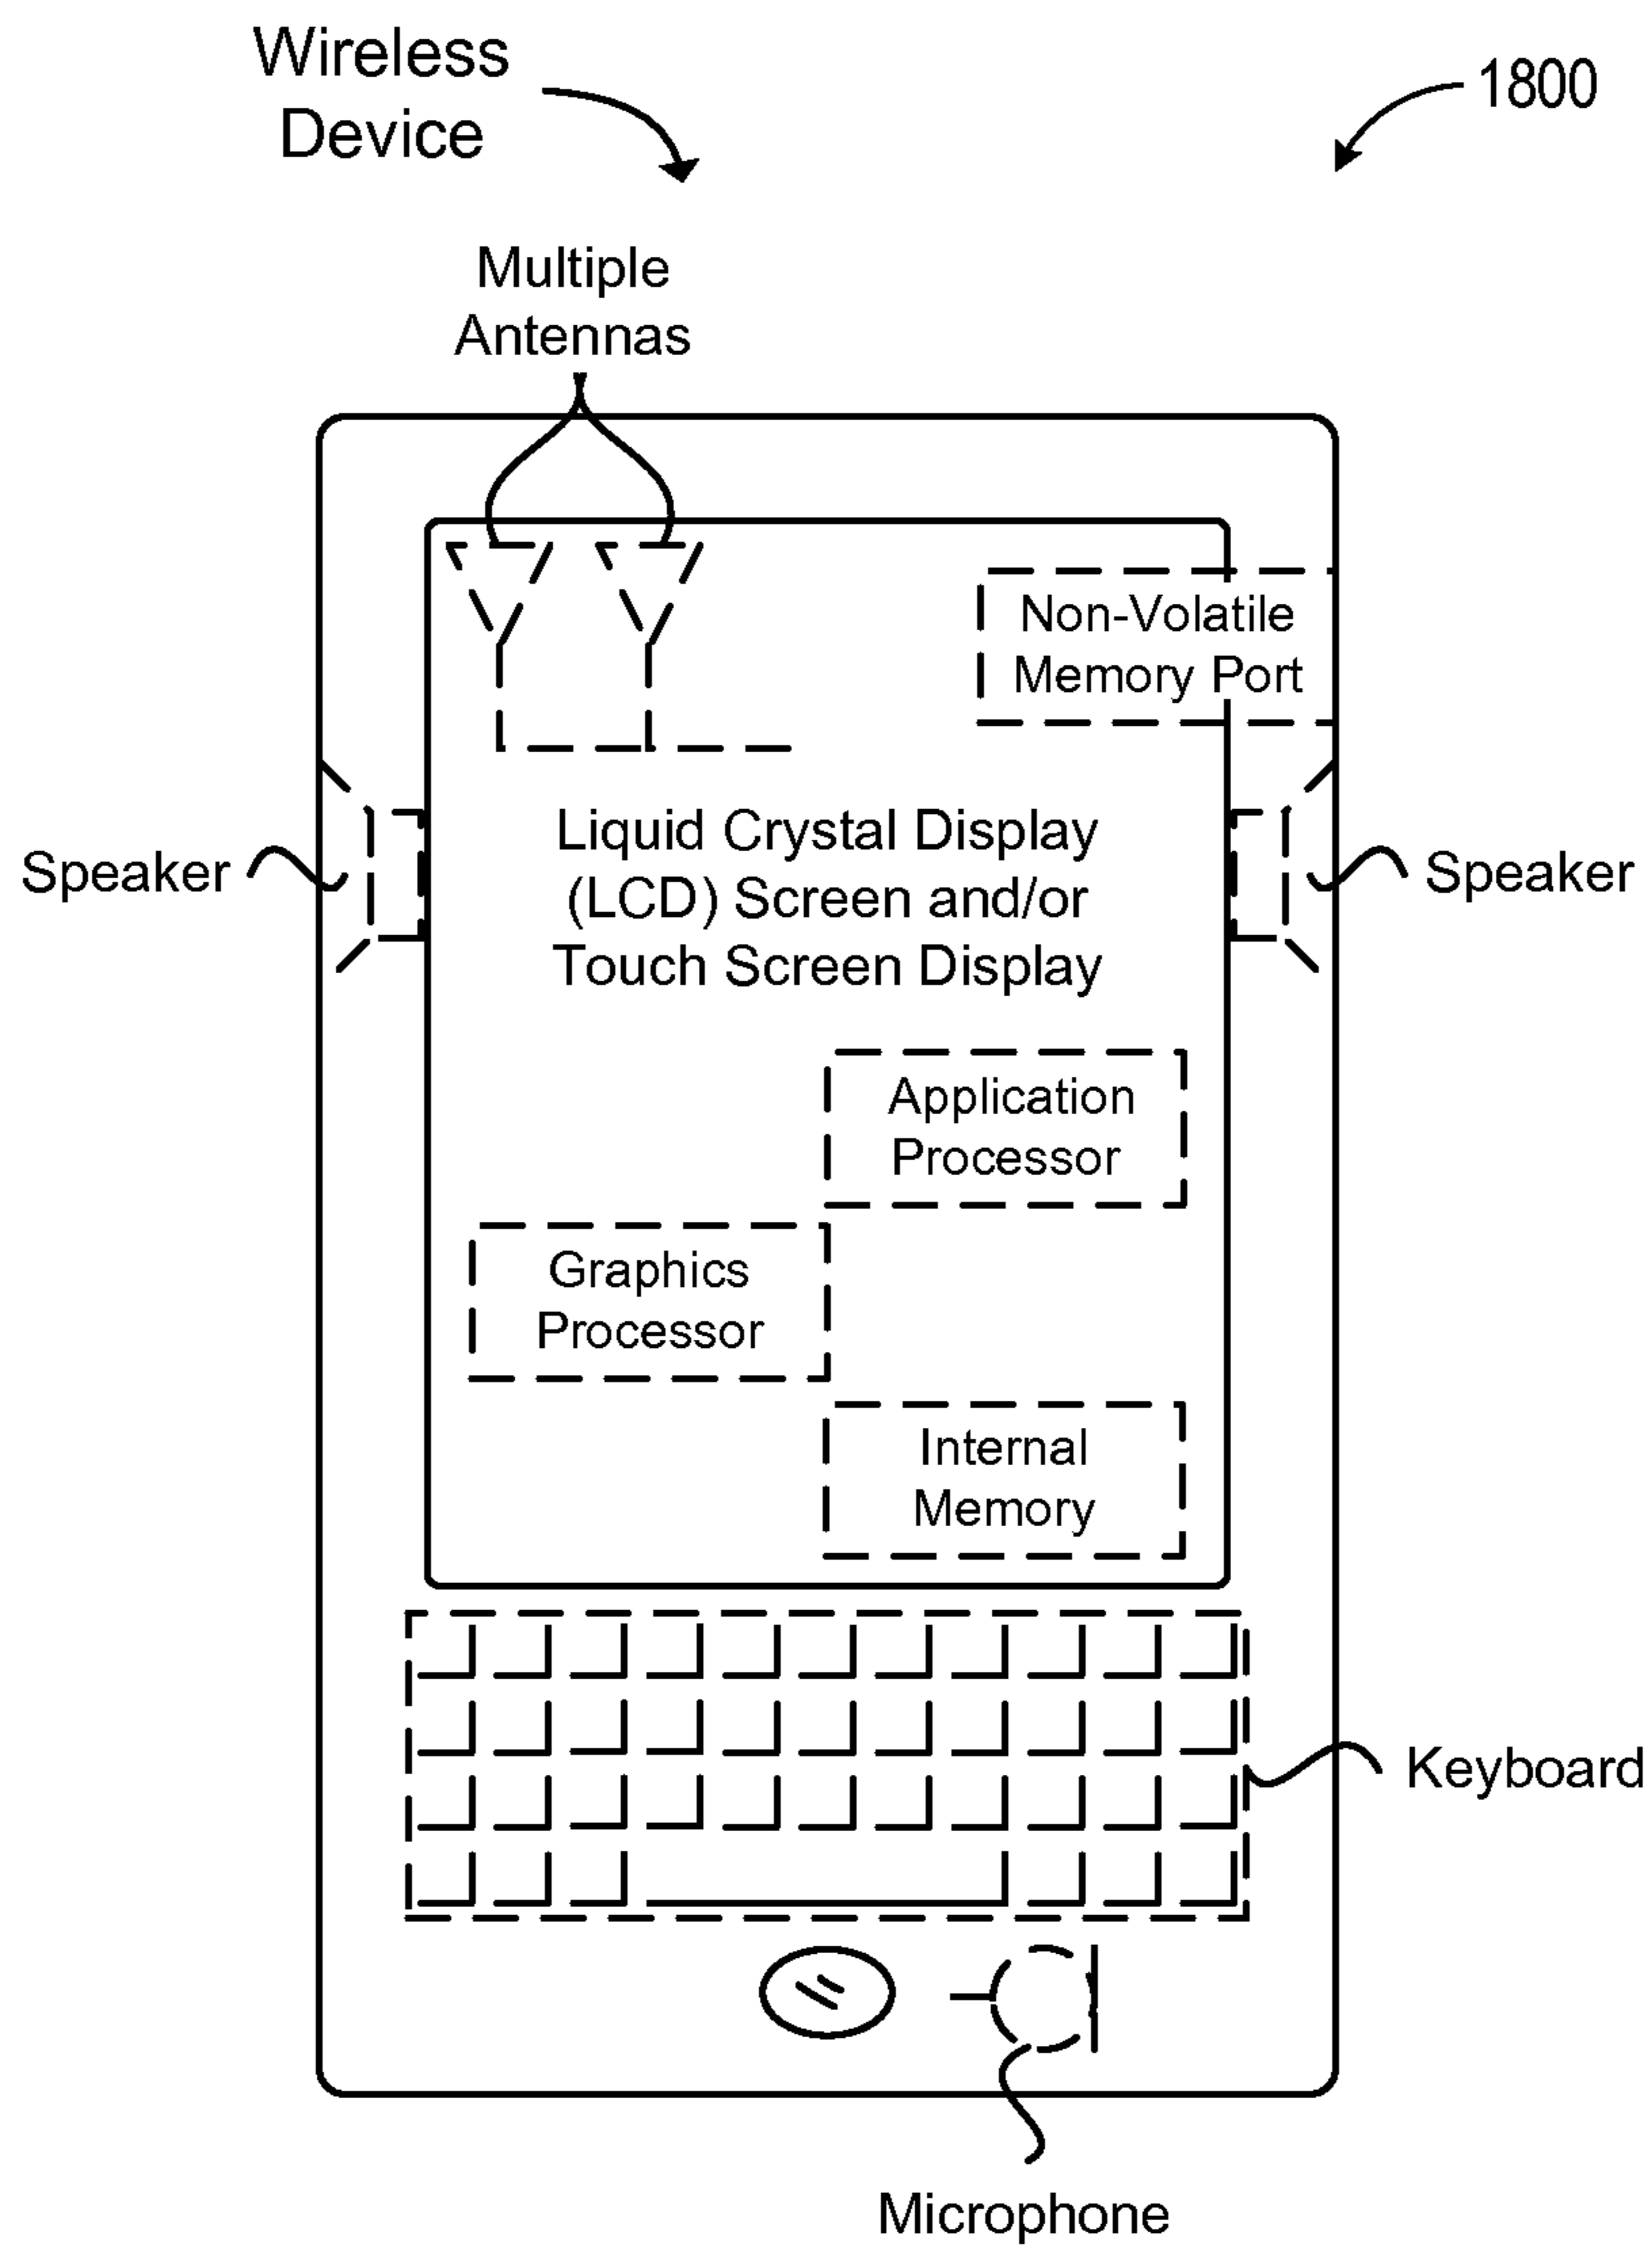 Wireless
Device
1800
Multiple
Antennas
Non-Volatile
Memory Port
Liquid Crystal Display
(LCD) Screen and/or
Touch Screen Display
Speaker
Speaker
Application
Processor
Graphics
Processor
Internal
Memory
Keyboard
Microphone